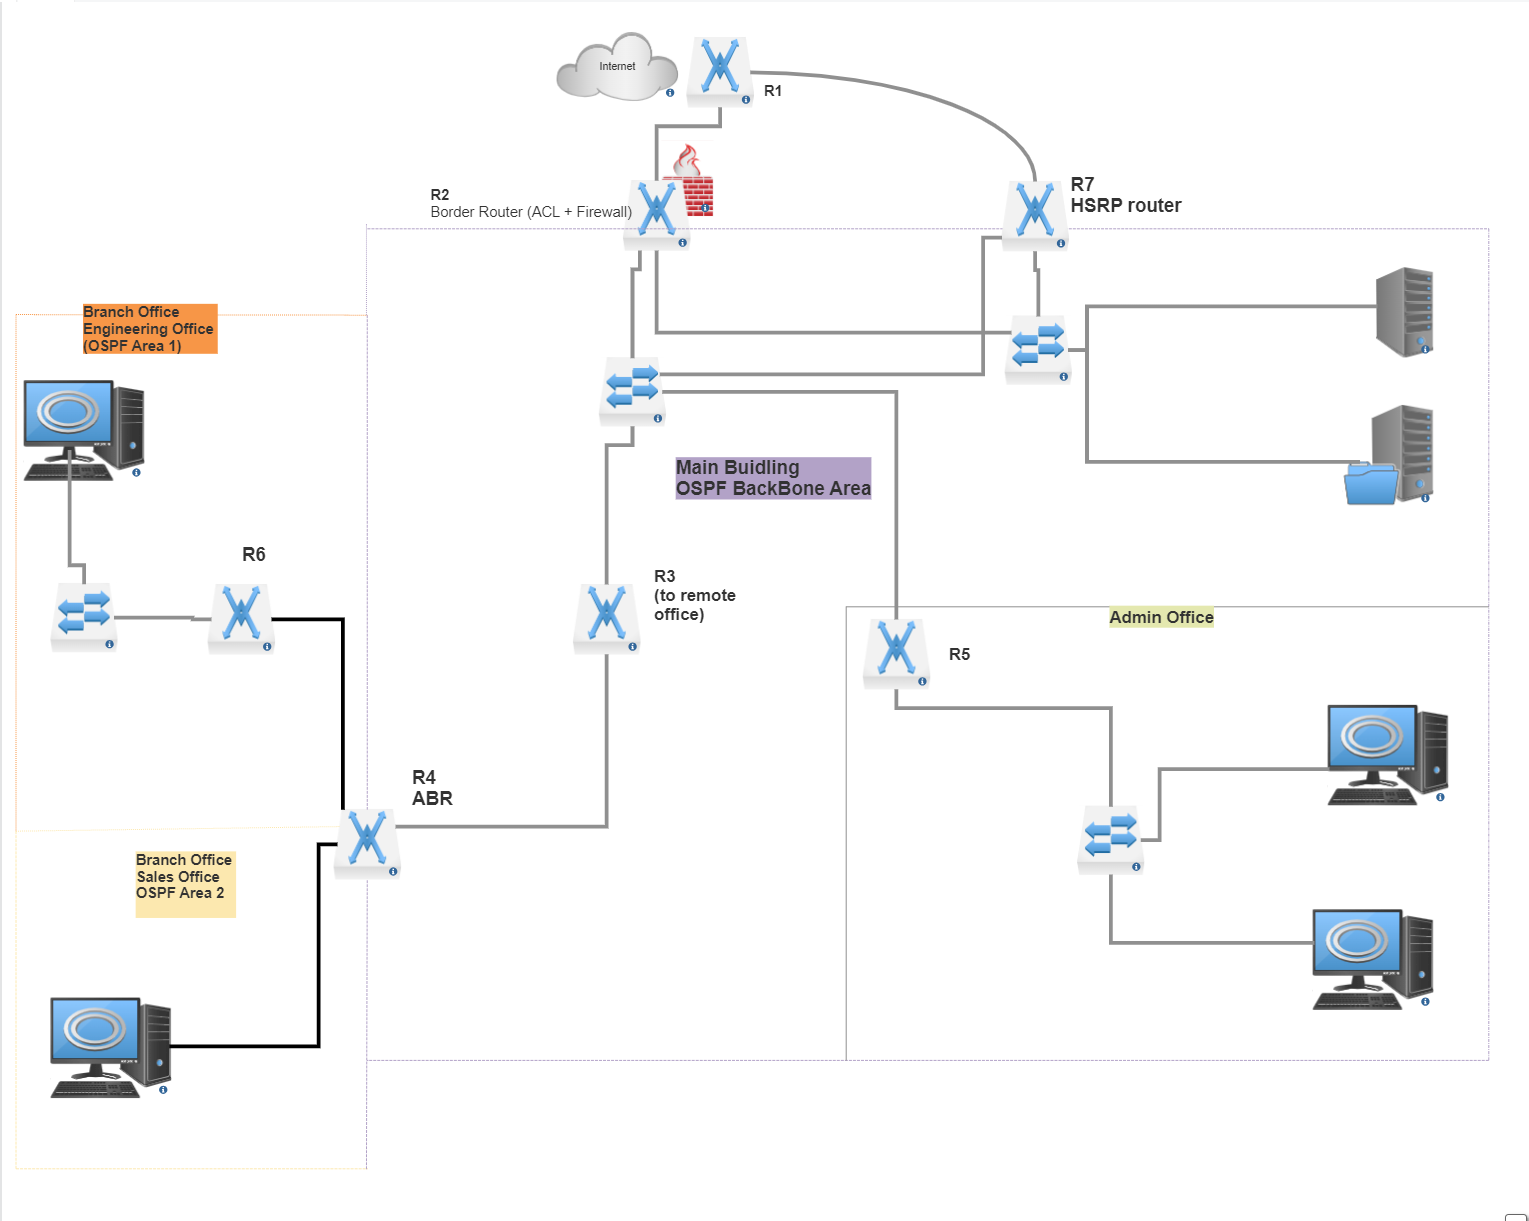 Internet
R1
R2
Border Router (ACL + Firewall)
R7
HSRP router
Branch Office
Engineering Office
(OSPF Area 1)
Main Buidling
OSPF BackBone Area
R6
R3
(to remote
office)
Admin Office
R5
R4
ABR
Branch Office
Sales Office
OSPF Area 2